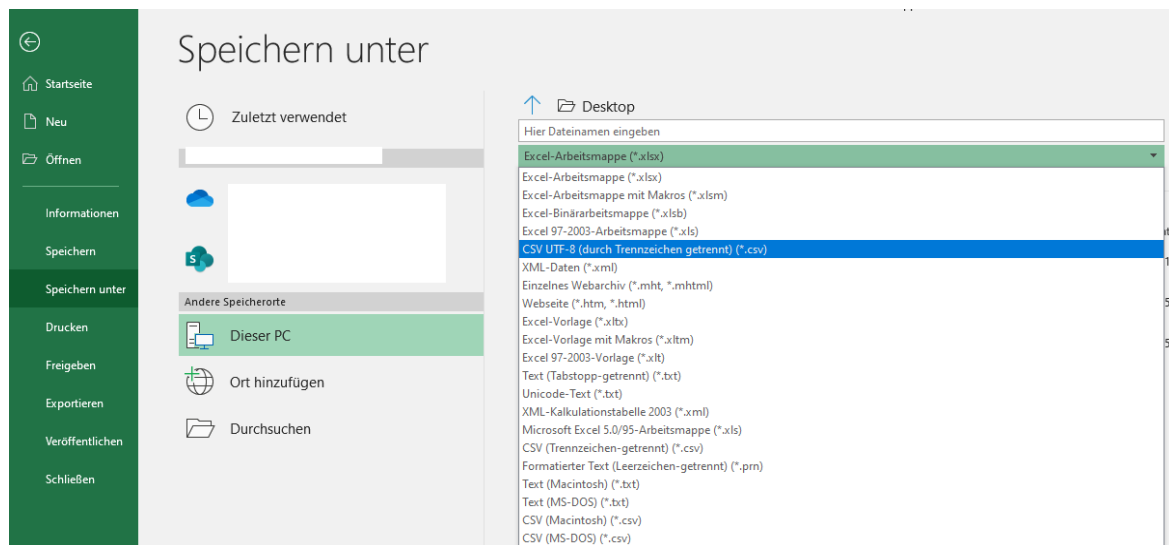 Speichern unter
Startseite
Neu
Öffnen
Informationen
Speichern
Speichern unter
Drucken
Freigeben
Exportieren
Veröffentlichen
Schließen
Zuletzt verwendet
Andere Speicherorte
Dieser PC
Ort hinzufügen
Durchsuchen
Desktop
Hier Dateinamen eingeben
Excel-Arbeitsmappe (*.xlsx)
Excel-Arbeitsmappe (*.xlsx)
Excel-Arbeitsmappe mit Makros (*.xlsm)
Excel-Binärarbeitsmappe (*.xlsb)
Excel 97-2003-Arbeitsmappe (*.xls)
CSV UTF-8 (durch Trennzeichen getrennt) (*.csv)
XML-Daten (*.xml)
Einzelnes Webarchiv (*.mht, *.mhtml)
Webseite (*.htm, *.html)
Excel-Vorlage (*.xltx)
Excel-Vorlage mit Makros (*.xltm)
Excel 97-2003-Vorlage (*.xlt)
Text (Tabstopp-getrennt) (*.txt)
Unicode-Text (*.txt)
XML-Kalkulationstabelle 2003 (*.xml)
Microsoft Excel 5.0/95-Arbeitsmappe (*.xls)
CSV (Trennzeichen-getrennt) (*.csv)
Formatierter Text (Leerzeichen-getrennt) (*.prn)
Text (Macintosh) (*.txt)
Text (MS-DOS) (*.txt)
CSV (Macintosh) (*.csv)
CSV (MS-DOS) (*.csv)